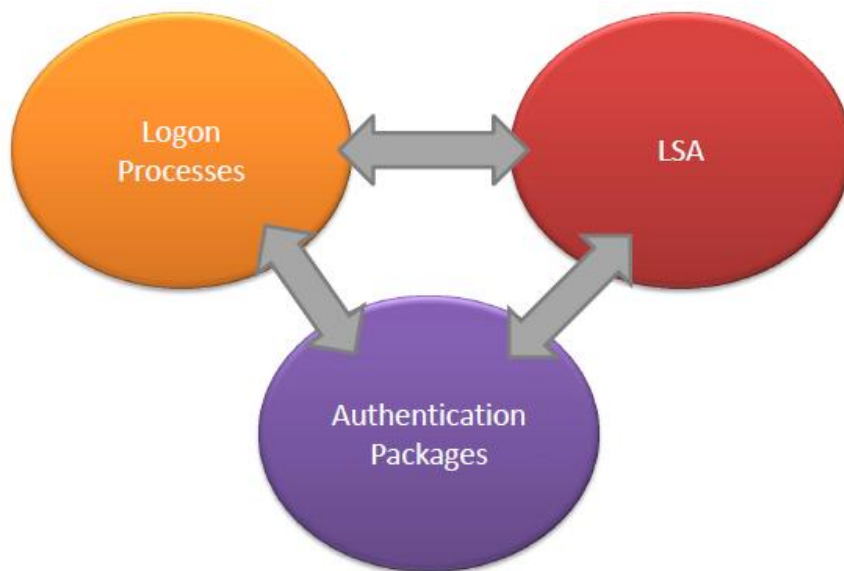 Logon
Processes
LSA
Authentication
Packages